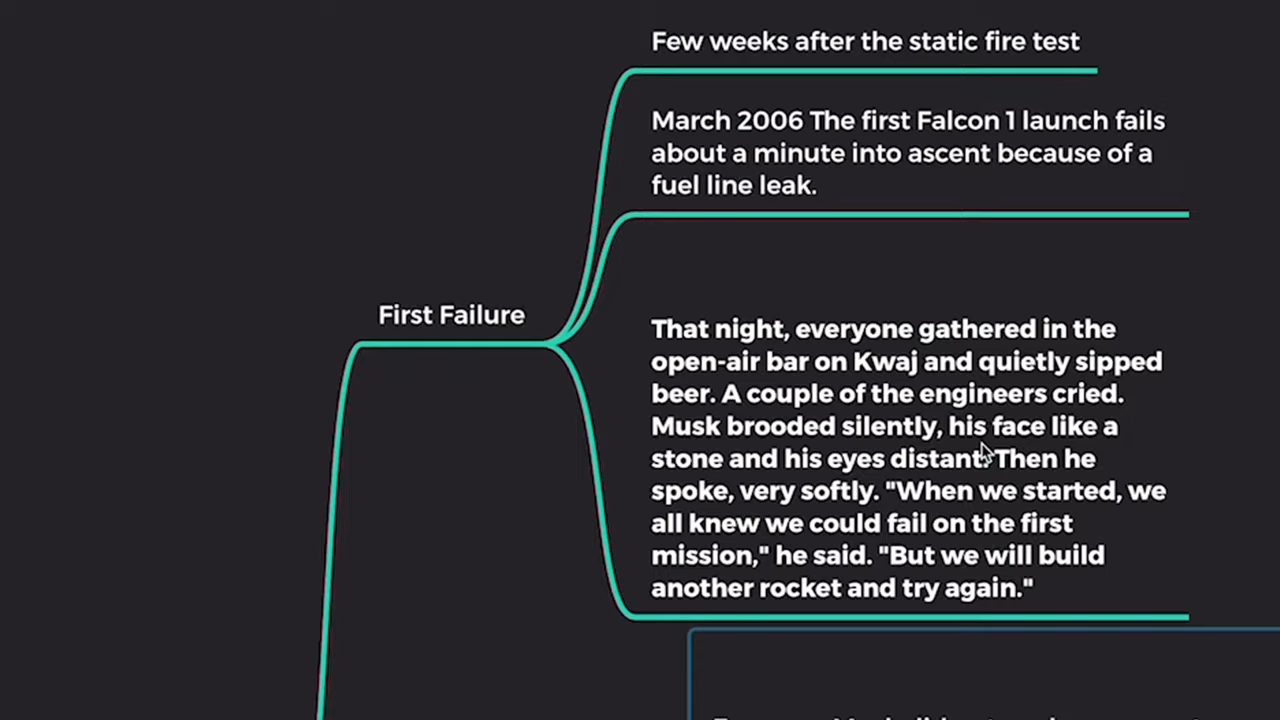 Few weeks after the static fire test
March 2006 The first Falcon 1 launch fails
about a minute into ascent because of a
fuel line leak.
First Failure
That night, everyone gathered in the
open-air bar on Kwaj and quietly sipped
beer. A couple of the engineers cried.
Musk brooded silently, his face like a
stone and his eyes distant. Then he
spoke, very softly. "When we started, we
all knew we could fail on the first
mission," he said. "But we will build
another rocket and try again."